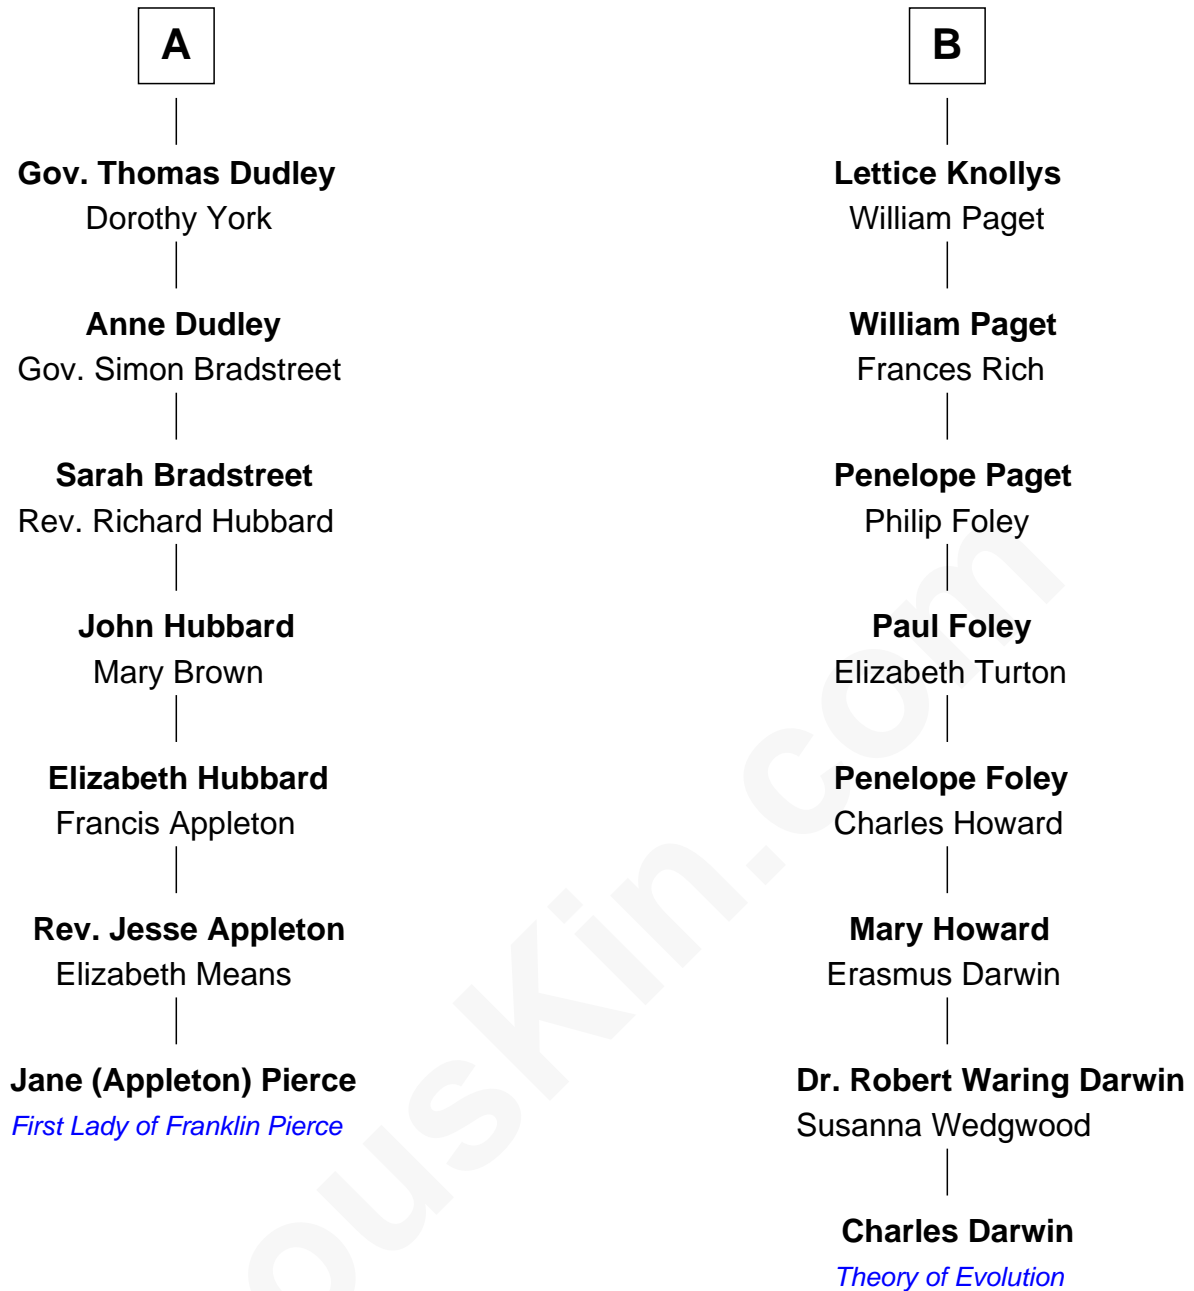 A
Gov. Thomas Dudley
Dorothy York
Anne Dudley
Gov. Simon Bradstreet
Sarah Bradstreet
Rev. Richard Hubbard
John Hubbard
Mary Brown
Elizabeth Hubbard
Francis Appleton
Rev. Jesse Appleton
Elizabeth Means
Jane (Appleton) Pierce
First Lady of Franklin Pierce
B
Lettice Knollys
William Paget
William Paget
Frances Rich
Penelope Paget
Philip Foley
Paul Foley
Elizabeth Turton
Penelope Foley
Charles Howard
Mary Howard
Erasmus Darwin
Dr. Robert Waring Darwin
Susanna Wedgwood
Charles Darwin
Theory of Evolution
ousKin.com